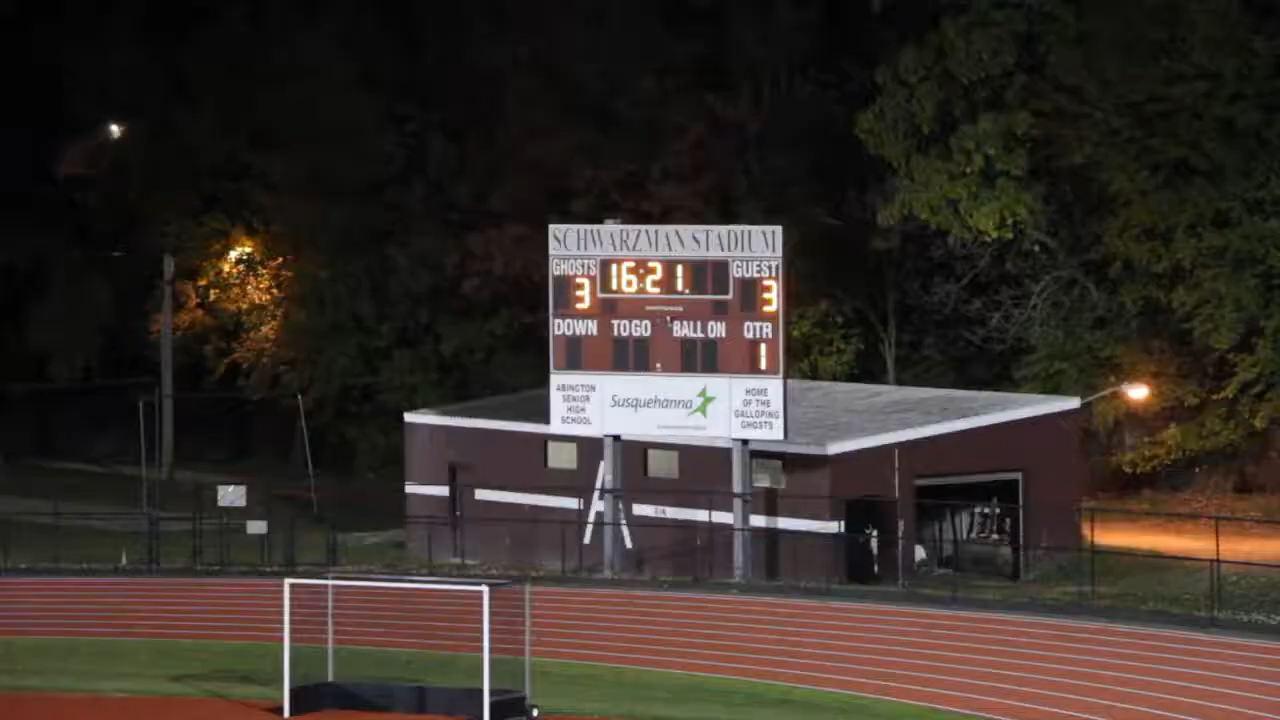 SCHWARZMAN STADIUM
GHOSTS 16:21 GUEST
3 3
DOWN TO GO BALL ON QTR
1
ABINGTON
SENIOR
HIGH
SCHOOL
Susquehanna
HOME
OF THE
GALLOPING
GHOSTS
A